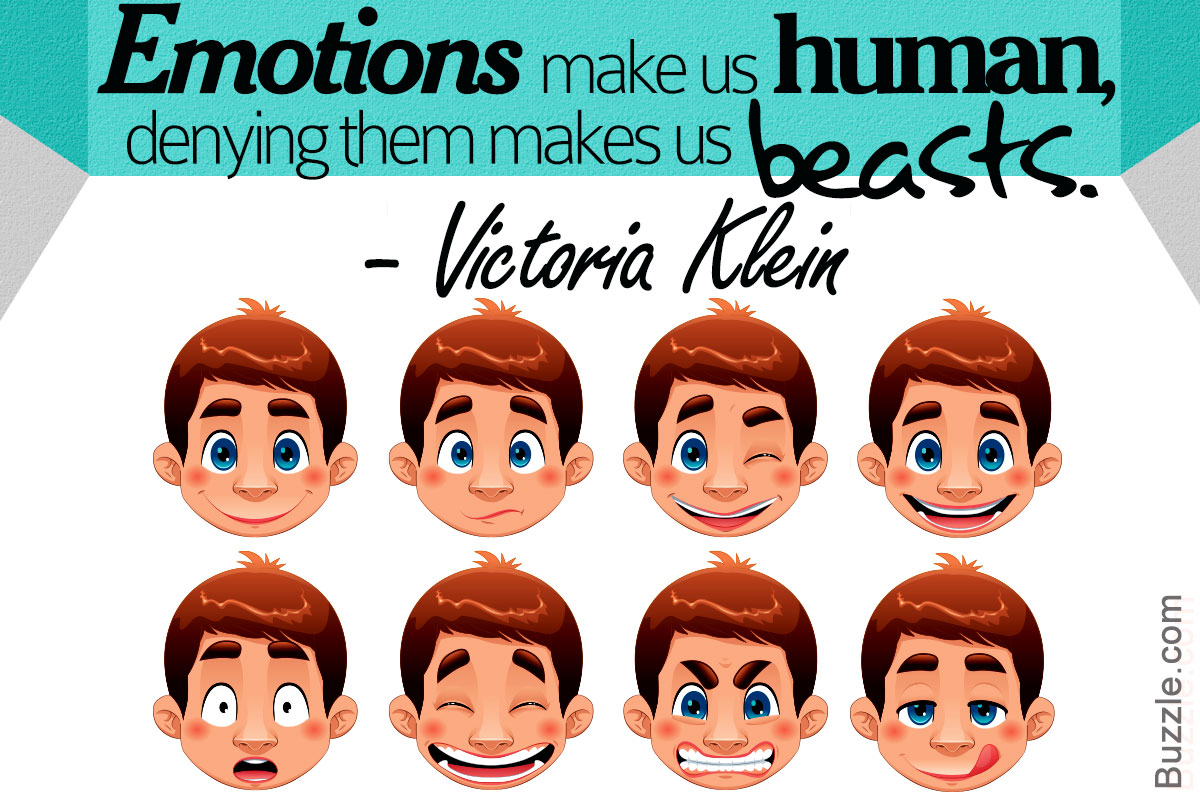 Emotions make us human,
denying them makes us beasts.
- Victoria Klein
Buzzle.com